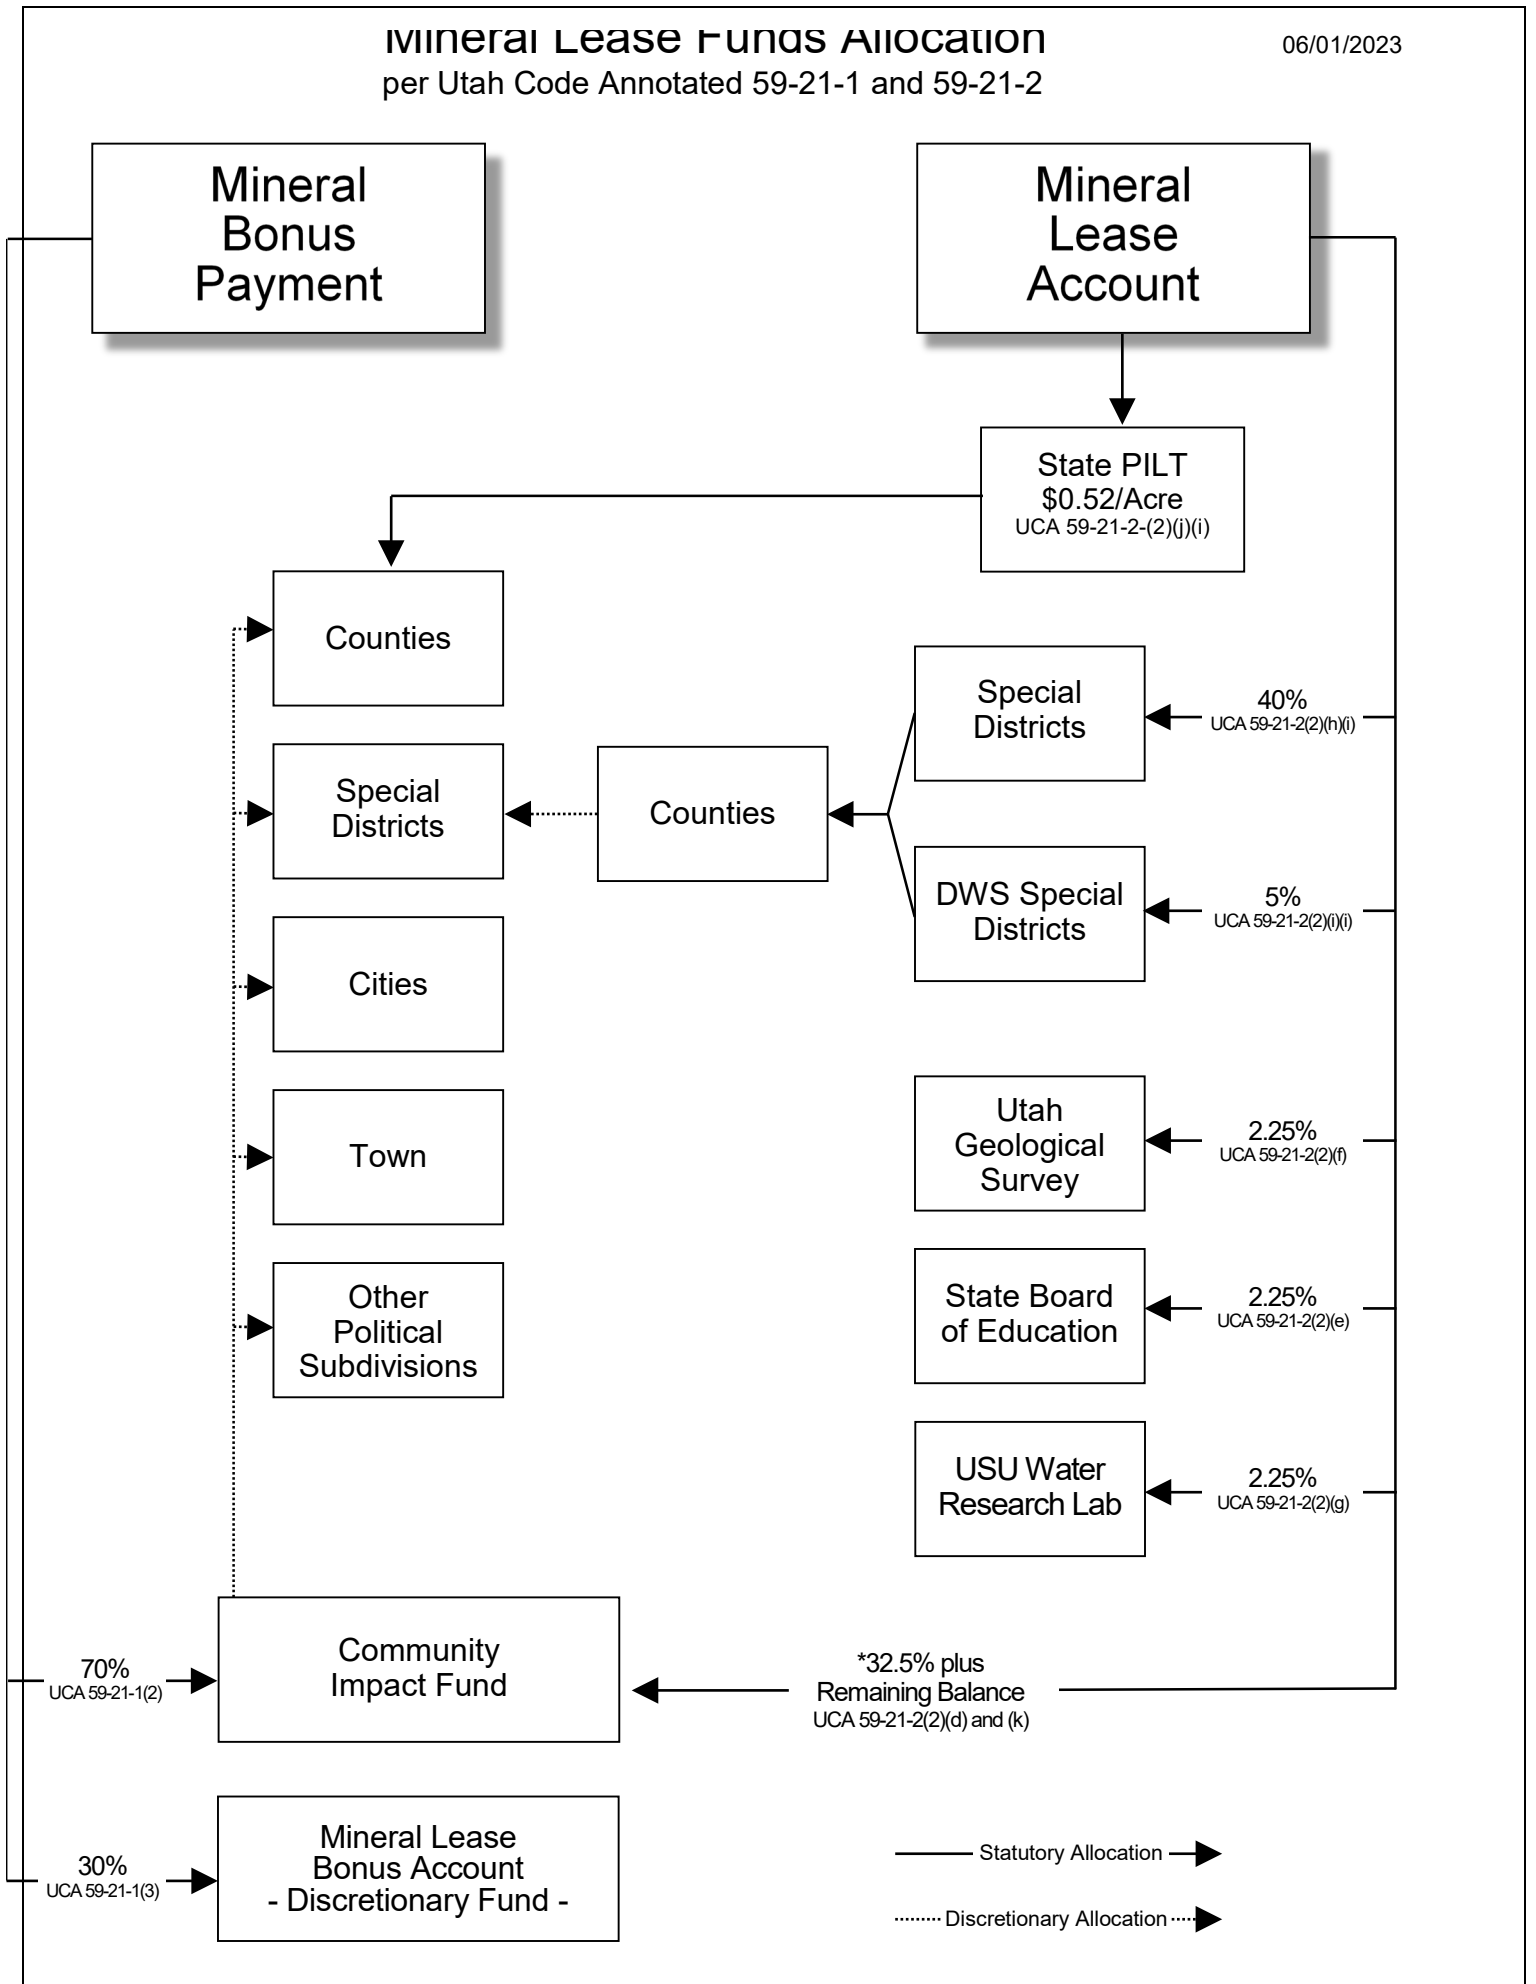 Mineral Lease Funds Allocation
06/01/2023
per Utah Code Annotated 59-21-1 and 59-21-2
Mineral
Bonus
Payment
Mineral
Lease
Account
State PILT
$0.52/Acre
UCA 59-21-2-(2)(j)(i)
Counties
Special
Districts
40%
UCA 59-21-2(2)(h)(i)
Special
Districts
Counties
DWS Special
Districts
5%
UCA 59-21-2(2)(i)(i)
Cities
Town
Utah
Geological
Survey
2.25%
UCA 59-21-2(2)(f)
Other
Political
Subdivisions
State Board
of Education
2.25%
UCA 59-21-2(2)(e)
USU Water
Research Lab
2.25%
UCA 59-21-2(2)(g)
70%
UCA 59-21-1(2)
Community
Impact Fund
*32.5% plus
Remaining Balance
UCA 59-21-2(2)(d) and (k)
30%
UCA 59-21-1(3)
Mineral Lease
Bonus Account
- Discretionary Fund -
Statutory Allocation
Discretionary Allocation